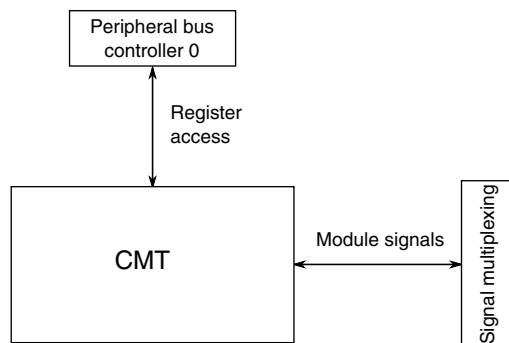 Peripheral bus
controller 0
Register
access
CMT
Module signals
Signal multiplexing